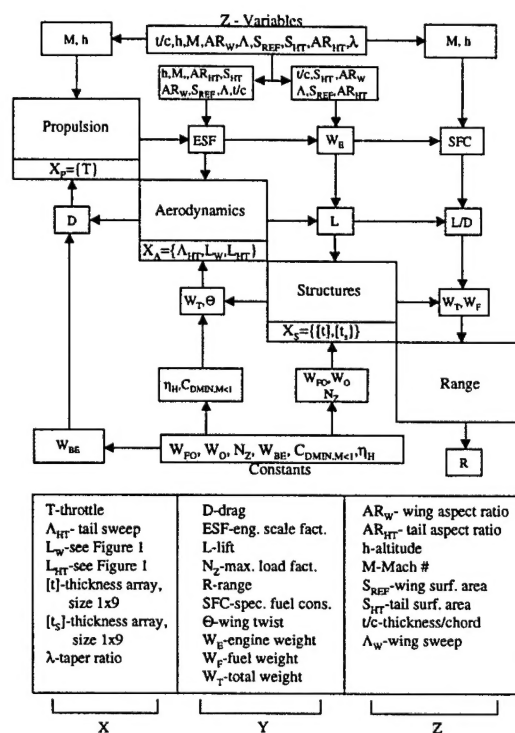 Z - Variables
M, h
t/c,h,M,AR_W,Λ,S_REF,S_HT,AR_HT,λ
M, h
h,M,,AR_HT,S_HT
AR_W,S_REF,Λ,t/c
t/c,S_HT,AR_W
Λ,S_REF,AR_HT
Propulsion
ESF
W_E
SFC
X_P={T}
D
Aerodynamics
L
L/D
X_A={Λ_HT,L_W,L_HT}
W_T,Θ
Structures
W_T,W_F
X_S={[t],[t_s]}
η_H,C_DMIN,M<1
W_FO,W_O
N_Z
Range
W_BE
W_FO, W_O, N_Z, W_BE, C_DMIN,M<1,η_H
R
Constants
T-throttle
Λ_HT- tail sweep
L_W-see Figure 1
L_HT-see Figure 1
[t]-thickness array,
size 1x9
[t_S]-thickness array,
size 1x9
λ-taper ratio
D-drag
ESF-eng. scale fact.
L-lift
N_Z-max. load fact.
R-range
SFC-spec. fuel cons.
Θ-wing twist
W_E-engine weight
W_F-fuel weight
W_T-total weight
AR_W- wing aspect ratio
AR_HT- tail aspect ratio
h-altitude
M-Mach #
S_REF-wing surf. area
S_HT-tail surf. area
t/c-thickness/chord
Λ_W-wing sweep
X
Y
Z